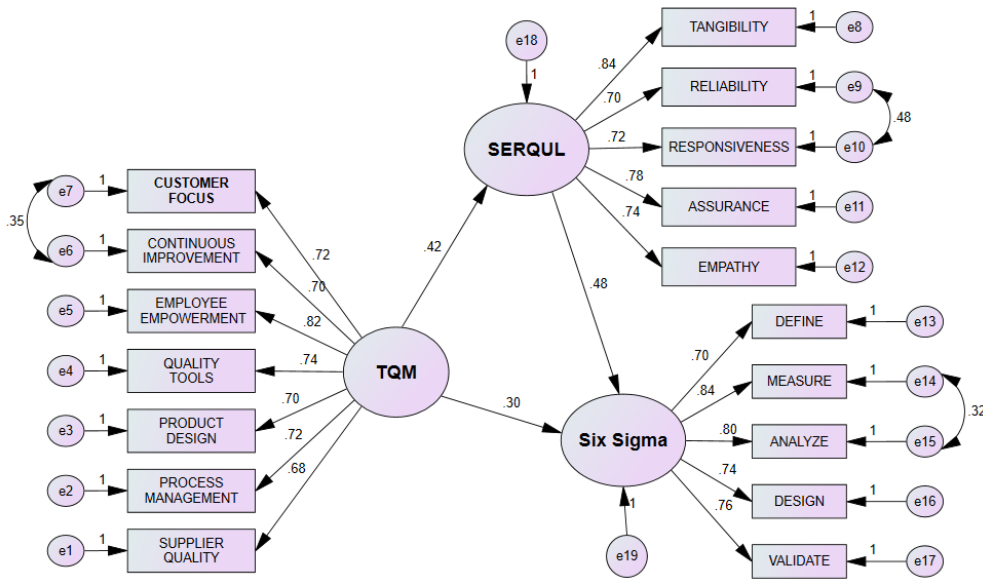 e18
1
TANGIBILITY
1
e8
.84
RELIABILITY
1
e9
.70
.48
SERQUL
.72
RESPONSIVENESS
1
e10
.78
ASSURANCE
1
e11
.74
EMPATHY
1
e12
e7
1
CUSTOMER
FOCUS
.35
e6
1
CONTINUOUS
IMPROVEMENT
.72
.42
.70
e5
1
EMPLOYEE
EMPOWERMENT
.82
.48
e4
1
QUALITY
TOOLS
.74
TQM
e3
1
PRODUCT
DESIGN
.70
.30
e2
1
PROCESS
MANAGEMENT
.72
e1
1
SUPPLIER
QUALITY
.68
DEFINE
1
e13
.70
MEASURE
1
e14
.84
.32
Six Sigma
.80
ANALYZE
1
e15
.74
DESIGN
1
e16
.76
VALIDATE
1
e17
1
e19